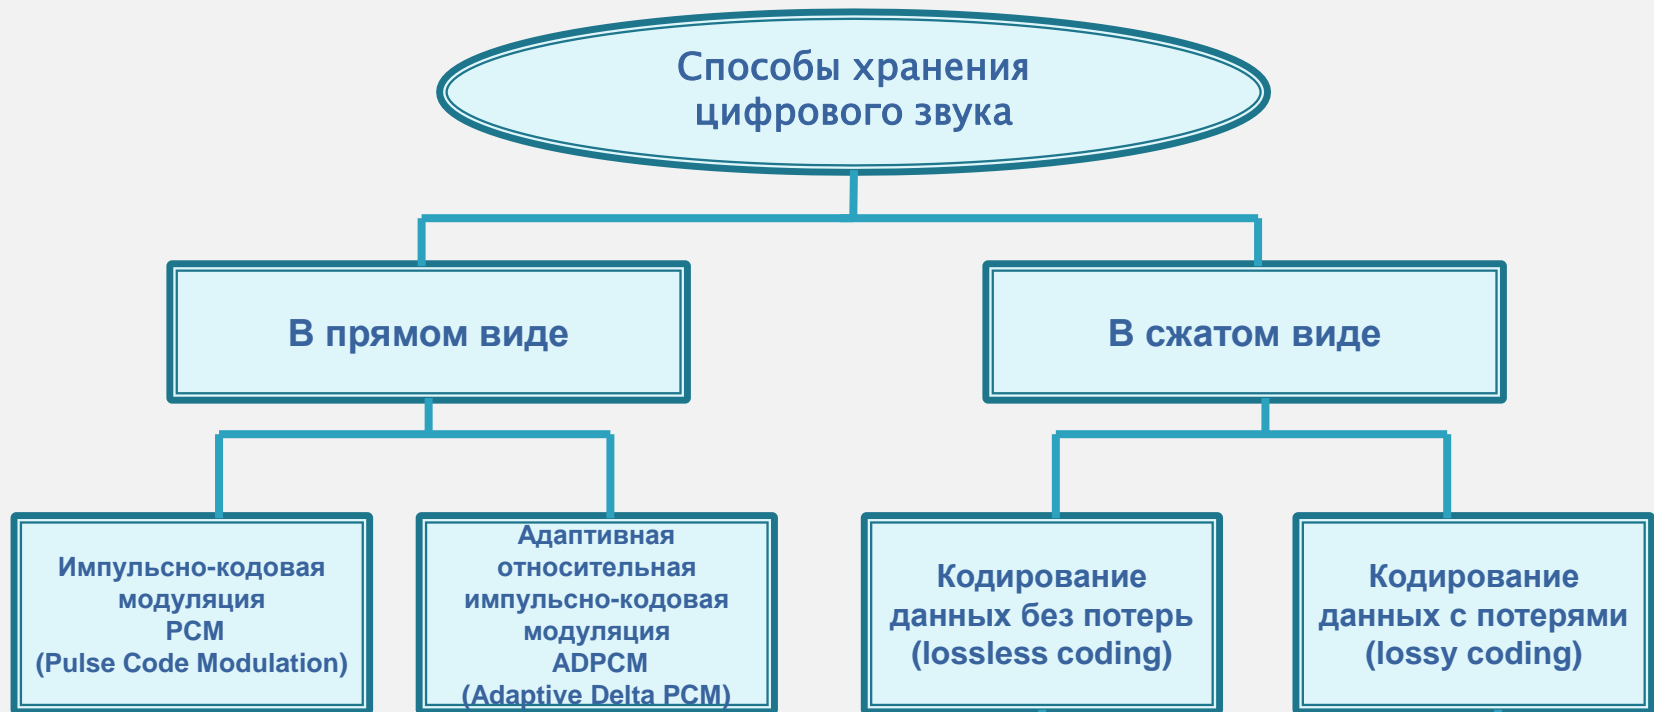 Способы хранения
цифрового звука
В прямом виде
В сжатом виде
Импульсно-кодовая
модуляция
PCM
(Pulse Code Modulation)
Адаптивная
относительная
импульсно-кодовая
модуляция
ADPCM
(Adaptive Delta PCM)
Кодирование
данных без потерь
(lossless coding)
Кодирование
данных с потерями
(lossy coding)